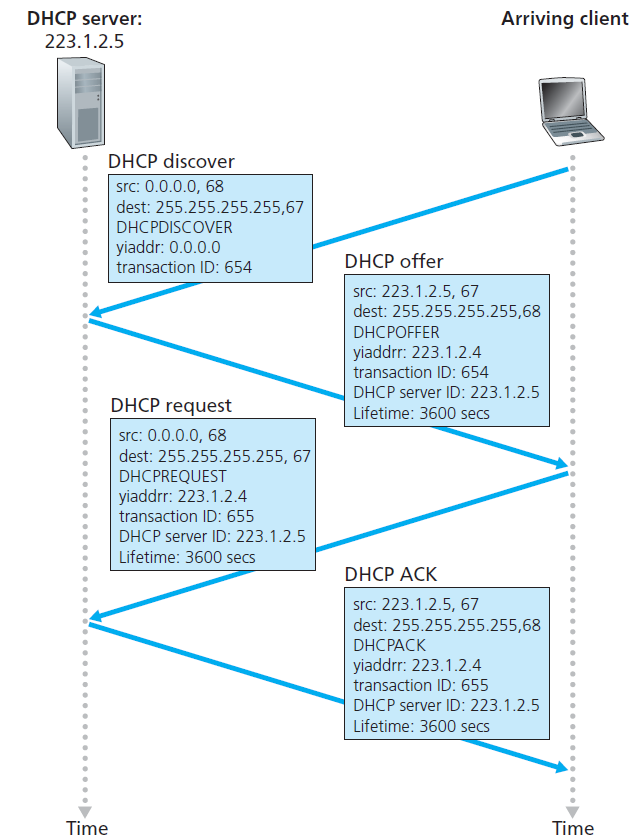 DHCP server:
223.1.2.5
Arriving client
DHCP discover
src: 0.0.0.0, 68
dest: 255.255.255.255,67
DHCPDISCOVER
yiaddr: 0.0.0.0
transaction ID: 654
DHCP offer
src: 223.1.2.5, 67
dest: 255.255.255.255,68
DHCPOFFER
yiaddrr: 223.1.2.4
transaction ID: 654
DHCP server ID: 223.1.2.5
Lifetime: 3600 secs
DHCP request
src: 0.0.0.0, 68
dest: 255.255.255.255, 67
DHCPREQUEST
yiaddrr: 223.1.2.4
transaction ID: 655
DHCP server ID: 223.1.2.5
Lifetime: 3600 secs
DHCP ACK
src: 223.1.2.5, 67
dest: 255.255.255.255,68
DHCPACK
yiaddrr: 223.1.2.4
transaction ID: 655
DHCP server ID: 223.1.2.5
Lifetime: 3600 secs
Time
Time